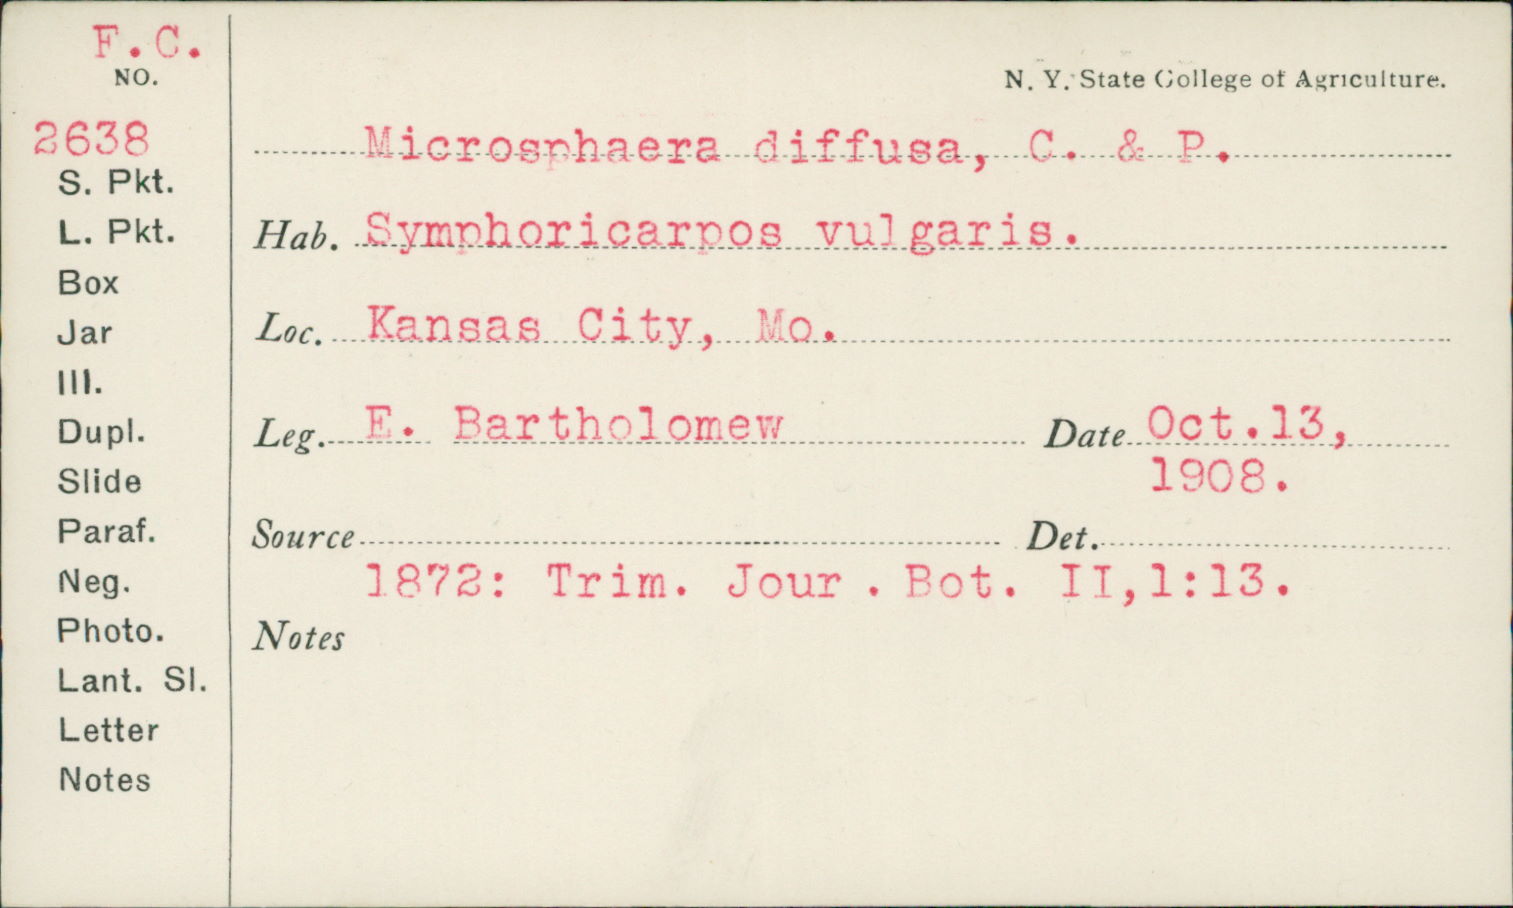 F.C.
NO.
2638
S. Pkt.
L. Pkt.
Box
Jar
Ill.
Dupl.
Slide
Paraf.
Neg.
Photo.
Lant. Sl.
Letter
Notes
N. Y. State College of Agriculture.
Microsphaera diffusa, C. & P.
Hab. Symphoricarpos vulgaris.
Loc. Kansas City, Mo.
Leg. E. Bartholomew Date Oct.13,
1908.
Source Det.
1872: Trim. Jour . Bot. II,1:13.
Notes